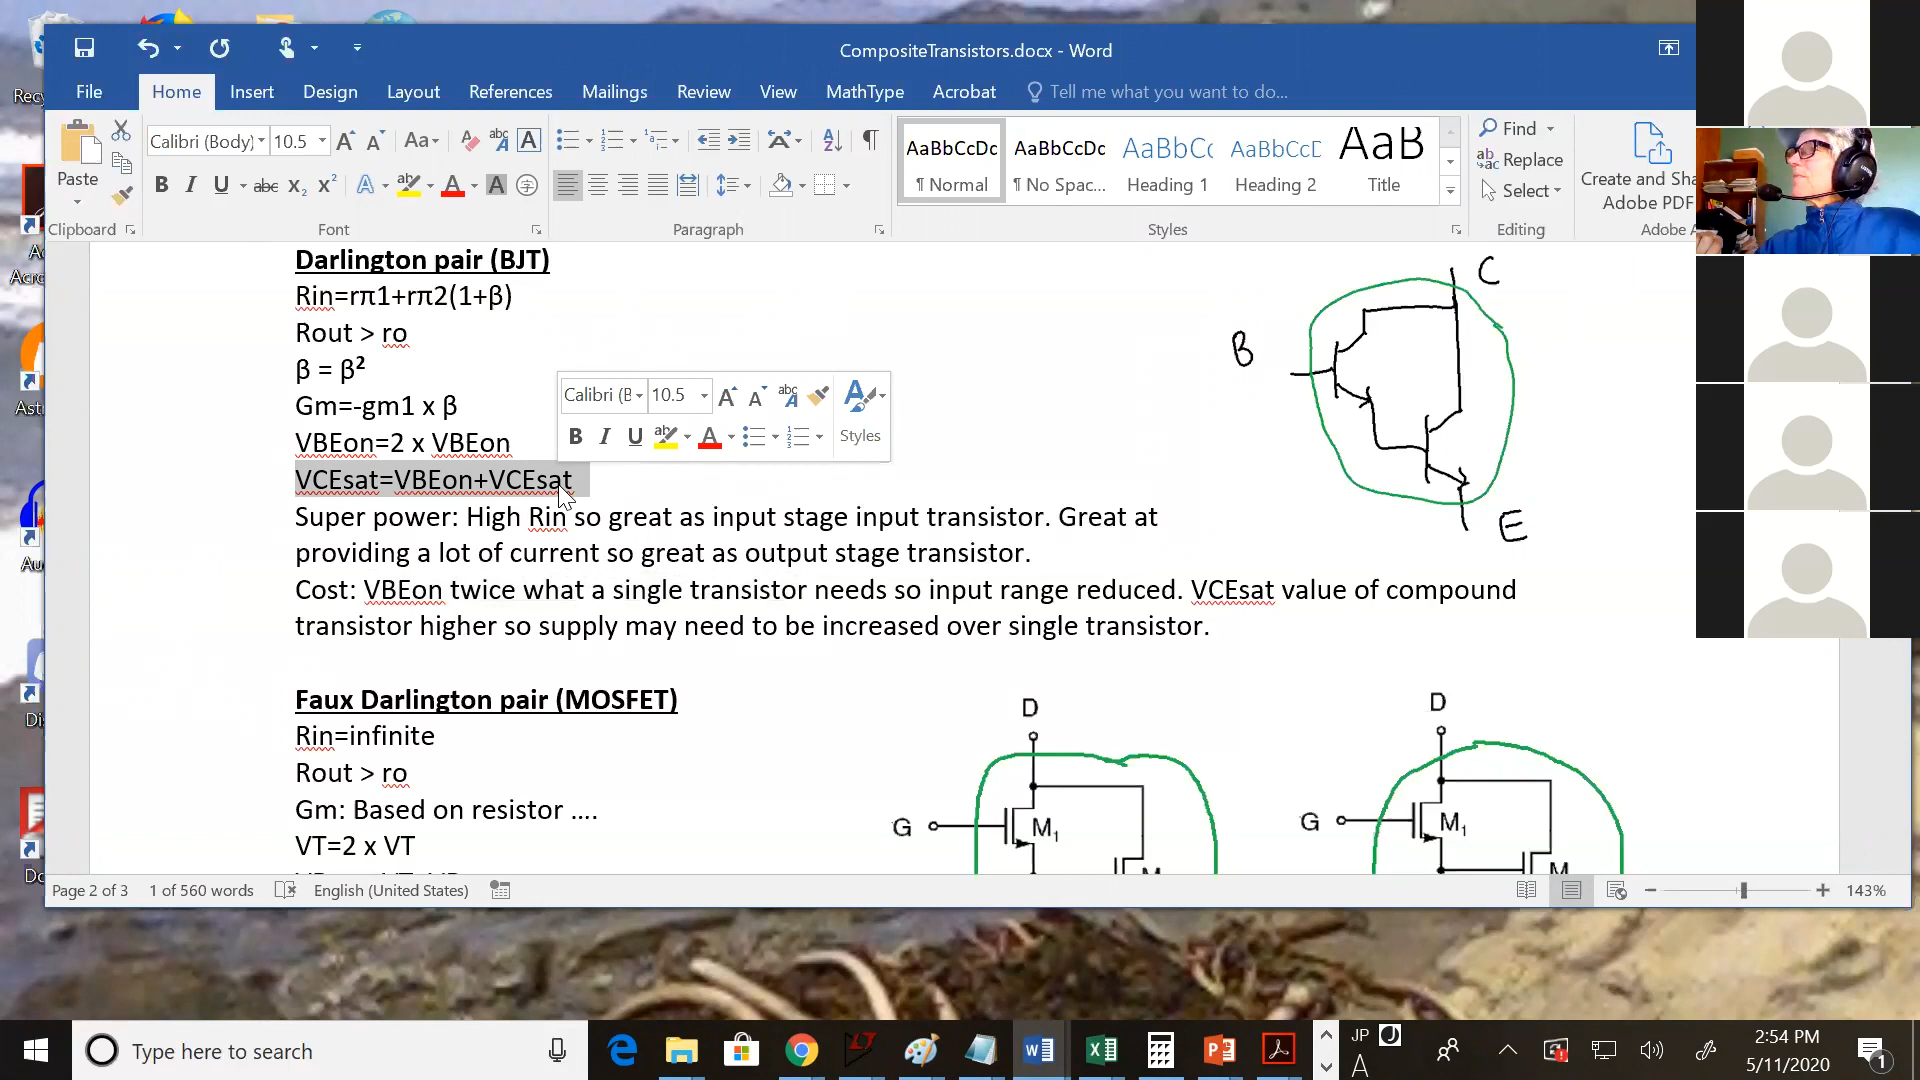 CompositeTransistors.docx - Word
File
Home
Insert
Design
Layout
References
Mailings
Review
View
MathType
Acrobat
Tell me what you want to do...
Paste
Calibri (Body)
10.5
AaBbCcDc
¶ Normal
AaBbCcDc
¶ No Spac...
AaBbCc
Heading 1
AaBbCcD
Heading 2
AaB
Title
Find
Replace
Select
Create and Sha
Adobe PDF
Clipboard
Font
Paragraph
Styles
Editing
Adobe A
Darlington pair (BJT)
Rin=rπ1+rπ2(1+β)
Rout > ro
β = β²
Gm=-gm1 x β
VBEon=2 x VBEon
VCEsat=VBEon+VCEsat
Super power: High Rin so great as input stage input transistor. Great at
providing a lot of current so great as output stage transistor.
Cost: VBEon twice what a single transistor needs so input range reduced. VCEsat value of compound
transistor higher so supply may need to be increased over single transistor.
Calibri (B
10.5
Styles
C
B
E
Faux Darlington pair (MOSFET)
Rin=infinite
Rout > ro
Gm: Based on resistor ....
VT=2 x VT
D
G
M1
D
G
M1
Page 2 of 3
1 of 560 words
English (United States)
143%
Type here to search
JP
A
2:54 PM
5/11/2020
1